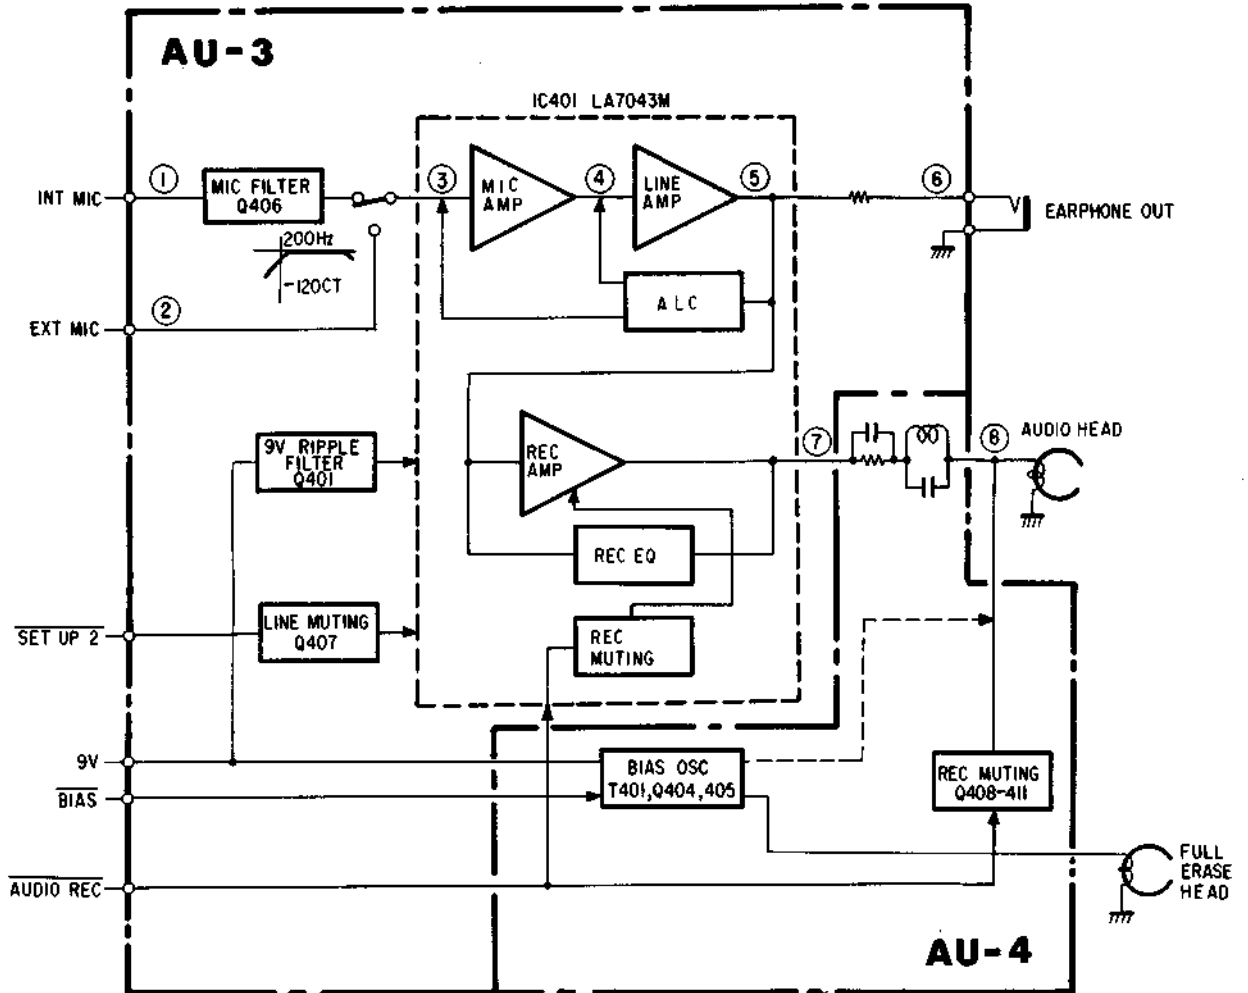 AU-3
IC401 LA7043M
INT MIC
①
MIC FILTER
Q406
③
MIC
AMP
④
LINE
AMP
⑤
⑥
EARPHONE OUT
200Hz
-12OCT
ALC
EXT MIC
②
9V RIPPLE
FILTER
Q401
REC
AMP
⑦
⑧
AUDIO HEAD
REC EQ
SET UP 2
LINE MUTING
Q407
REC
MUTING
9V
BIAS
BIAS OSC
T401,Q404,405
REC MUTING
Q408-411
AUDIO REC
FULL
ERASE
HEAD
AU-4